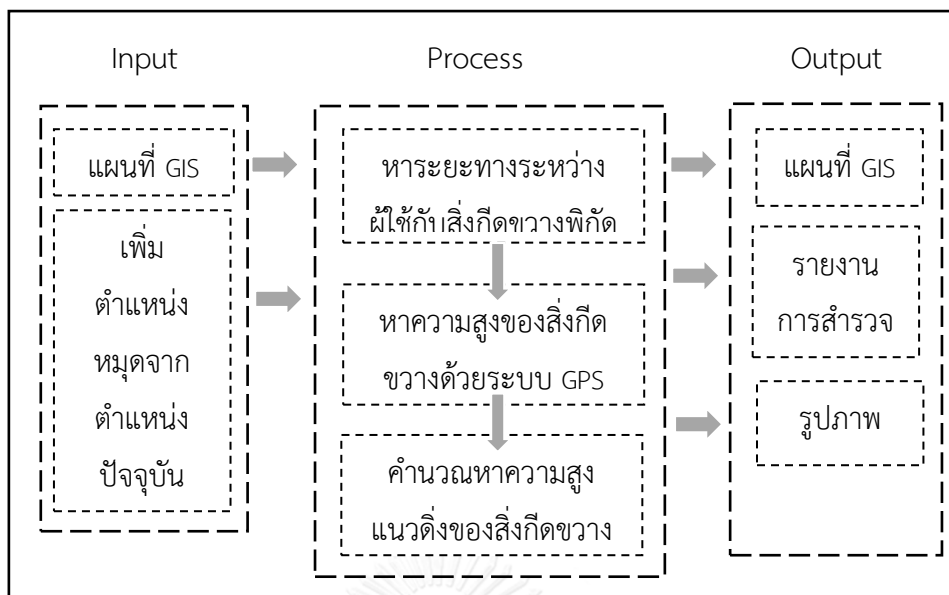 Input
Process
Output
แผนที่ GIS
เพิ่ม
ตำแหน่ง
หมุดจาก
ตำแหน่ง
ปัจจุบัน
หาระยะทางระหว่าง
ผู้ใช้กับสิ่งกีดขวางพิกัด
หาความสูงของสิ่งกีด
ขวางด้วยระบบ GPS
คำนวณหาความสูง
แนวดิ่งของสิ่งกีดขวาง
แผนที่ GIS
รายงาน
การสำรวจ
รูปภาพ